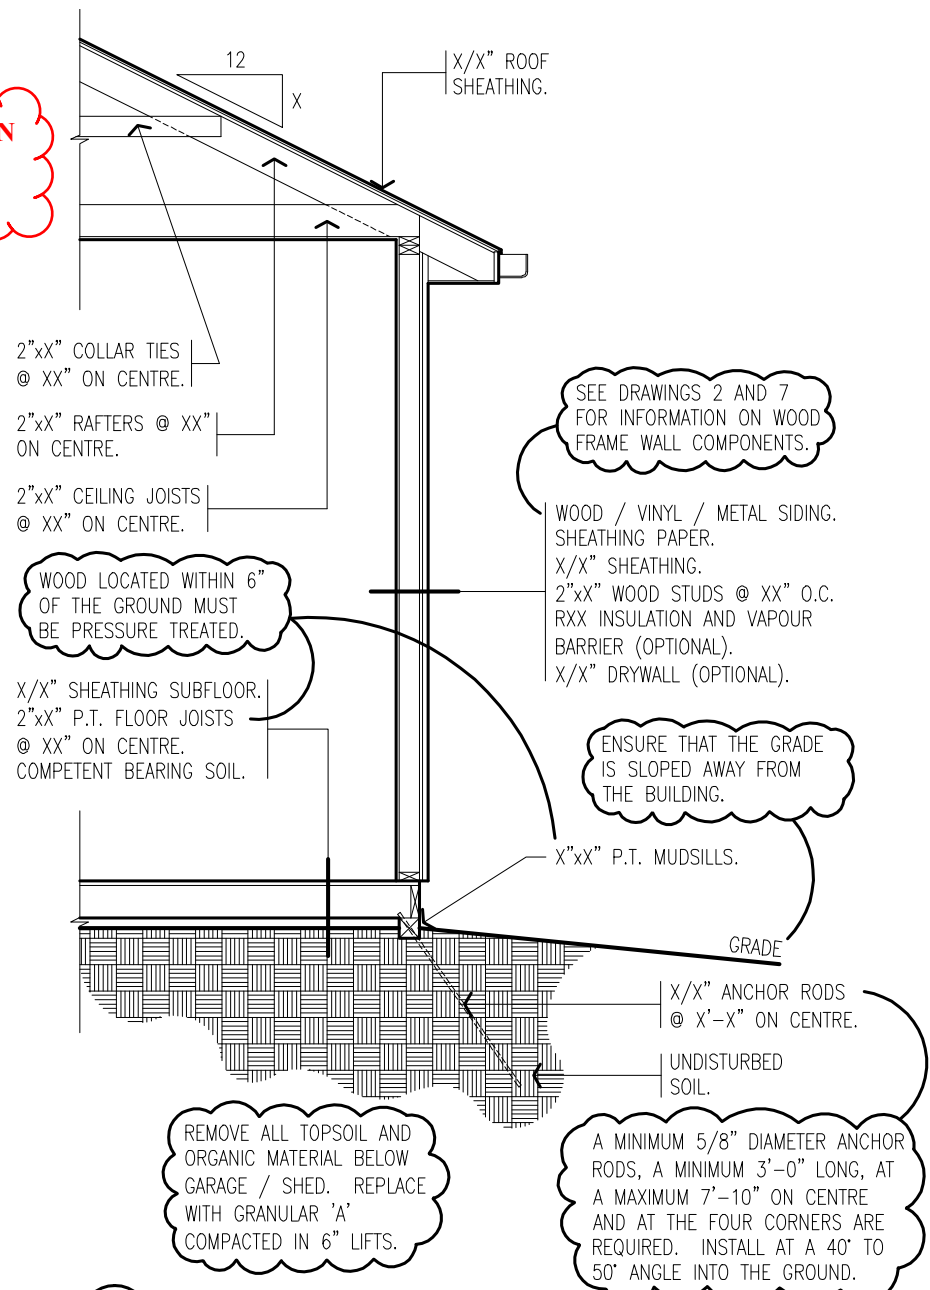 12
X
X/X" ROOF
SHEATHING.
N
2"xX" COLLAR TIES
@ XX" ON CENTRE.
2"xX" RAFTERS @ XX"
ON CENTRE.
2"xX" CEILING JOISTS
@ XX" ON CENTRE.
SEE DRAWINGS 2 AND 7
FOR INFORMATION ON WOOD
FRAME WALL COMPONENTS.
WOOD / VINYL / METAL SIDING.
SHEATHING PAPER.
X/X" SHEATHING.
2"xX" WOOD STUDS @ XX" O.C.
RXX INSULATION AND VAPOUR
BARRIER (OPTIONAL).
X/X" DRYWALL (OPTIONAL).
WOOD LOCATED WITHIN 6"
OF THE GROUND MUST
BE PRESSURE TREATED.
X/X" SHEATHING SUBFLOOR.
2"xX" P.T. FLOOR JOISTS
@ XX" ON CENTRE.
COMPETENT BEARING SOIL.
ENSURE THAT THE GRADE
IS SLOPED AWAY FROM
THE BUILDING.
X"xX" P.T. MUDSILLS.
GRADE
X/X" ANCHOR RODS
@ X'-X" ON CENTRE.
UNDISTURBED
SOIL.
REMOVE ALL TOPSOIL AND
ORGANIC MATERIAL BELOW
GARAGE / SHED. REPLACE
WITH GRANULAR 'A'
COMPACTED IN 6" LIFTS.
A MINIMUM 5/8" DIAMETER ANCHOR
RODS, A MINIMUM 3'-0" LONG, AT
A MAXIMUM 7'-10" ON CENTRE
AND AT THE FOUR CORNERS ARE
REQUIRED. INSTALL AT A 40° TO
50° ANGLE INTO THE GROUND.